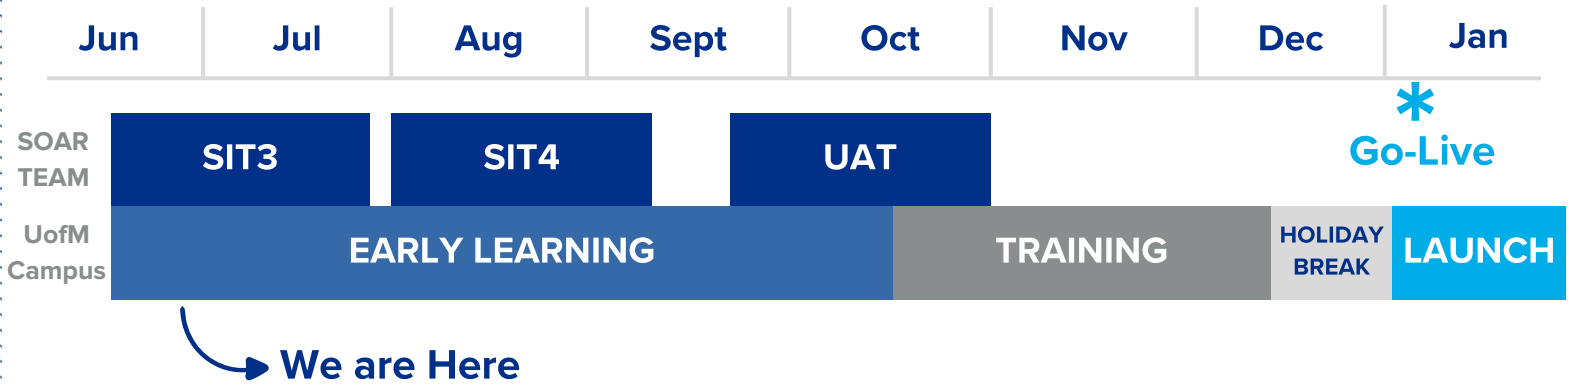 Jun Jul Aug Sept Oct Nov Dec Jan
*
Go-Live
SOAR
TEAM
SIT3 SIT4 UAT
UofM
Campus
EARLY LEARNING TRAINING HOLIDAY
BREAK LAUNCH
We are Here